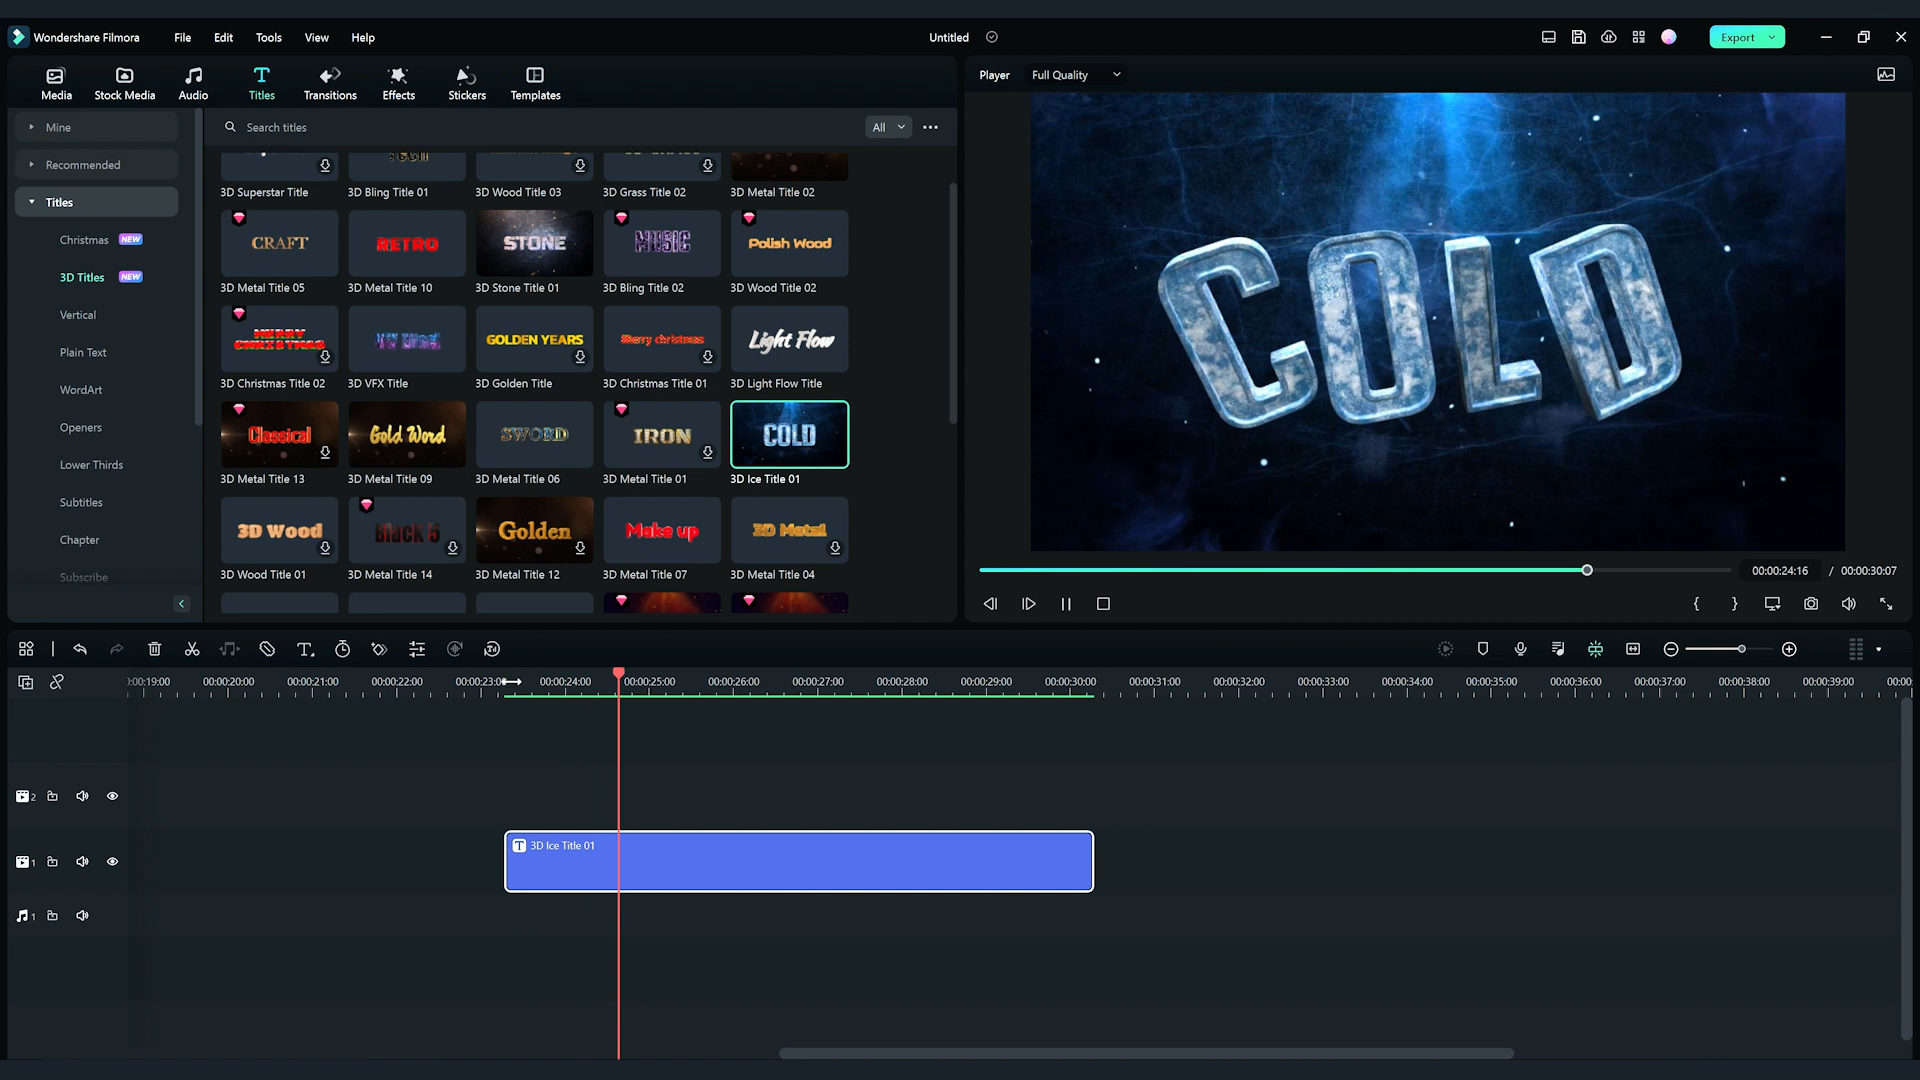 Wondershare Filmora File Edit Tools View Help Untitled Export
Media Stock Media Audio Titles Transitions Effects Stickers Templates
Player Full Quality
Mine
Recommended
Titles
Christmas NEW
3D Titles NEW
Vertical
Plain Text
WordArt
Openers
Lower Thirds
Subtitles
Chapter
Subscribe
Search titles All
3D Superstar Title 3D Bling Title 01 3D Wood Title 03 3D Grass Title 02 3D Metal Title 02
CRAFT RETRO STONE MUSIC Polish Wood
3D Metal Title 05 3D Metal Title 10 3D Stone Title 01 3D Bling Title 02 3D Wood Title 02
MERRY CHRISTMAS GOLDEN YEARS Merry christmas Light Flow
3D Christmas Title 02 3D VFX Title 3D Golden Title 3D Christmas Title 01 3D Light Flow Title
Classical Gold Word SWORD IRON COLD
3D Metal Title 13 3D Metal Title 09 3D Metal Title 06 3D Metal Title 01 3D Ice Title 01
3D Wood Black 5 Golden Make up 3D Metal
3D Wood Title 01 3D Metal Title 14 3D Metal Title 12 3D Metal Title 07 3D Metal Title 04
COLD
00:00:24:16 / 00:00:30:07
00:00:20:00 00:00:21:00 00:00:22:00 00:00:24:00 00:00:25:00 00:00:26:00 00:00:27:00 00:00:28:00 00:00:29:00 00:00:30:00 00:00:31:00 00:00:32:00 00:00:33:00 00:00:34:00 00:00:35:00 00:00:36:00 00:00:37:00 00:00:38:00 00:00:39:00
2
T 3D Ice Title 01
1
1